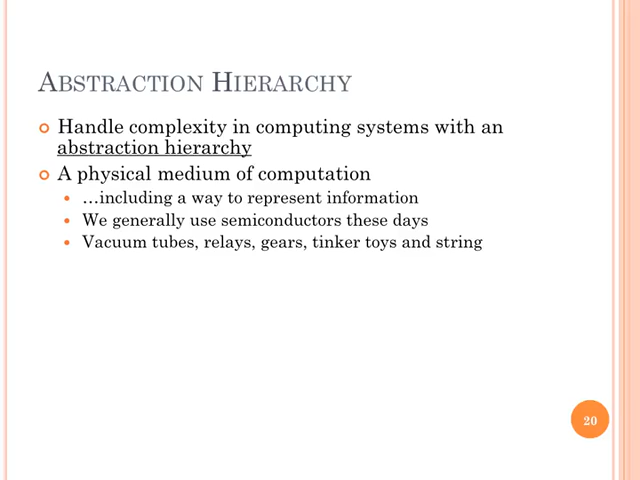 ABSTRACTION HIERARCHY
Handle complexity in computing systems with an
abstraction hierarchy
A physical medium of computation
…including a way to represent information
We generally use semiconductors these days
Vacuum tubes, relays, gears, tinker toys and string
20